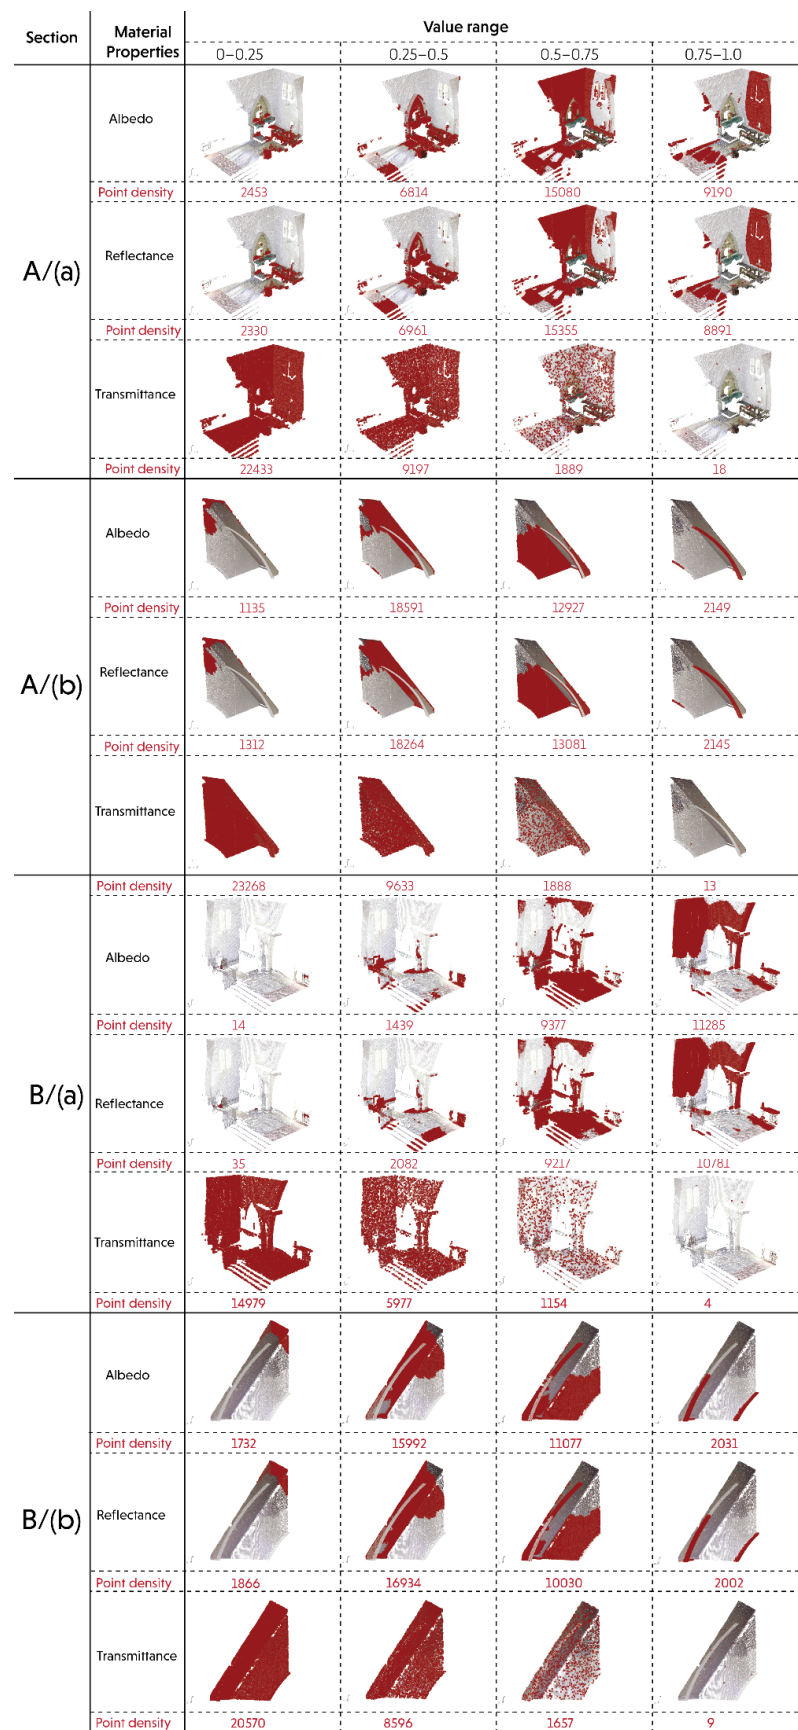 Section Material Properties Value range
0–0.25 0.25–0.5 0.5–0.75 0.75–1.0
A/(a)
Albedo
Point density 2453 6814 15080 9190
Reflectance
Point density 2330 6961 15355 8891
Transmittance
Point density 22433 9197 1889 18
A/(b)
Albedo
Point density 1135 18591 12927 2149
Reflectance
Point density 1312 18264 13081 2145
Transmittance
Point density 23268 9633 1888 13
B/(a)
Albedo
Point density 14 1439 9377 11285
Reflectance
Point density 35 2082 9217 10781
Transmittance
Point density 14979 5977 1154 4
B/(b)
Albedo
Point density 1732 15992 11077 2031
Reflectance
Point density 1866 16934 10030 2002
Transmittance
Point density 20570 8596 1657 9